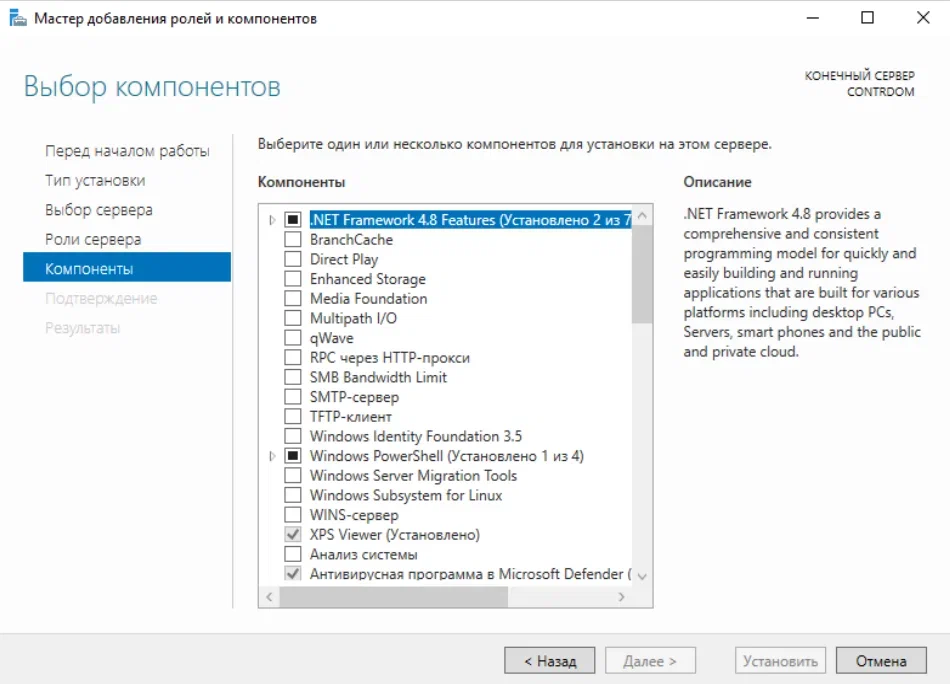 Мастер добавления ролей и компонентов
Выбор компонентов
КОНЕЧНЫЙ СЕРВЕР
CONTRDOM
Перед началом работы
Тип установки
Выбор сервера
Роли сервера
Компоненты
Подтверждение
Результаты
Выберите один или несколько компонентов для установки на этом сервере.
Компоненты
.NET Framework 4.8 Features (Установлено 2 из 7
BranchCache
Direct Play
Enhanced Storage
Media Foundation
Multipath I/O
qWave
RPC через HTTP-прокси
SMB Bandwidth Limit
SMTP-сервер
TFTP-клиент
Windows Identity Foundation 3.5
Windows PowerShell (Установлено 1 из 4)
Windows Server Migration Tools
Windows Subsystem for Linux
WINS-сервер
XPS Viewer (Установлено)
Анализ системы
Антивирусная программа в Microsoft Defender (
Описание
.NET Framework 4.8 provides a
comprehensive and consistent
programming model for quickly and
easily building and running
applications that are built for various
platforms including desktop PCs,
Servers, smart phones and the public
and private cloud.
< Назад
Далее >
Установить
Отмена